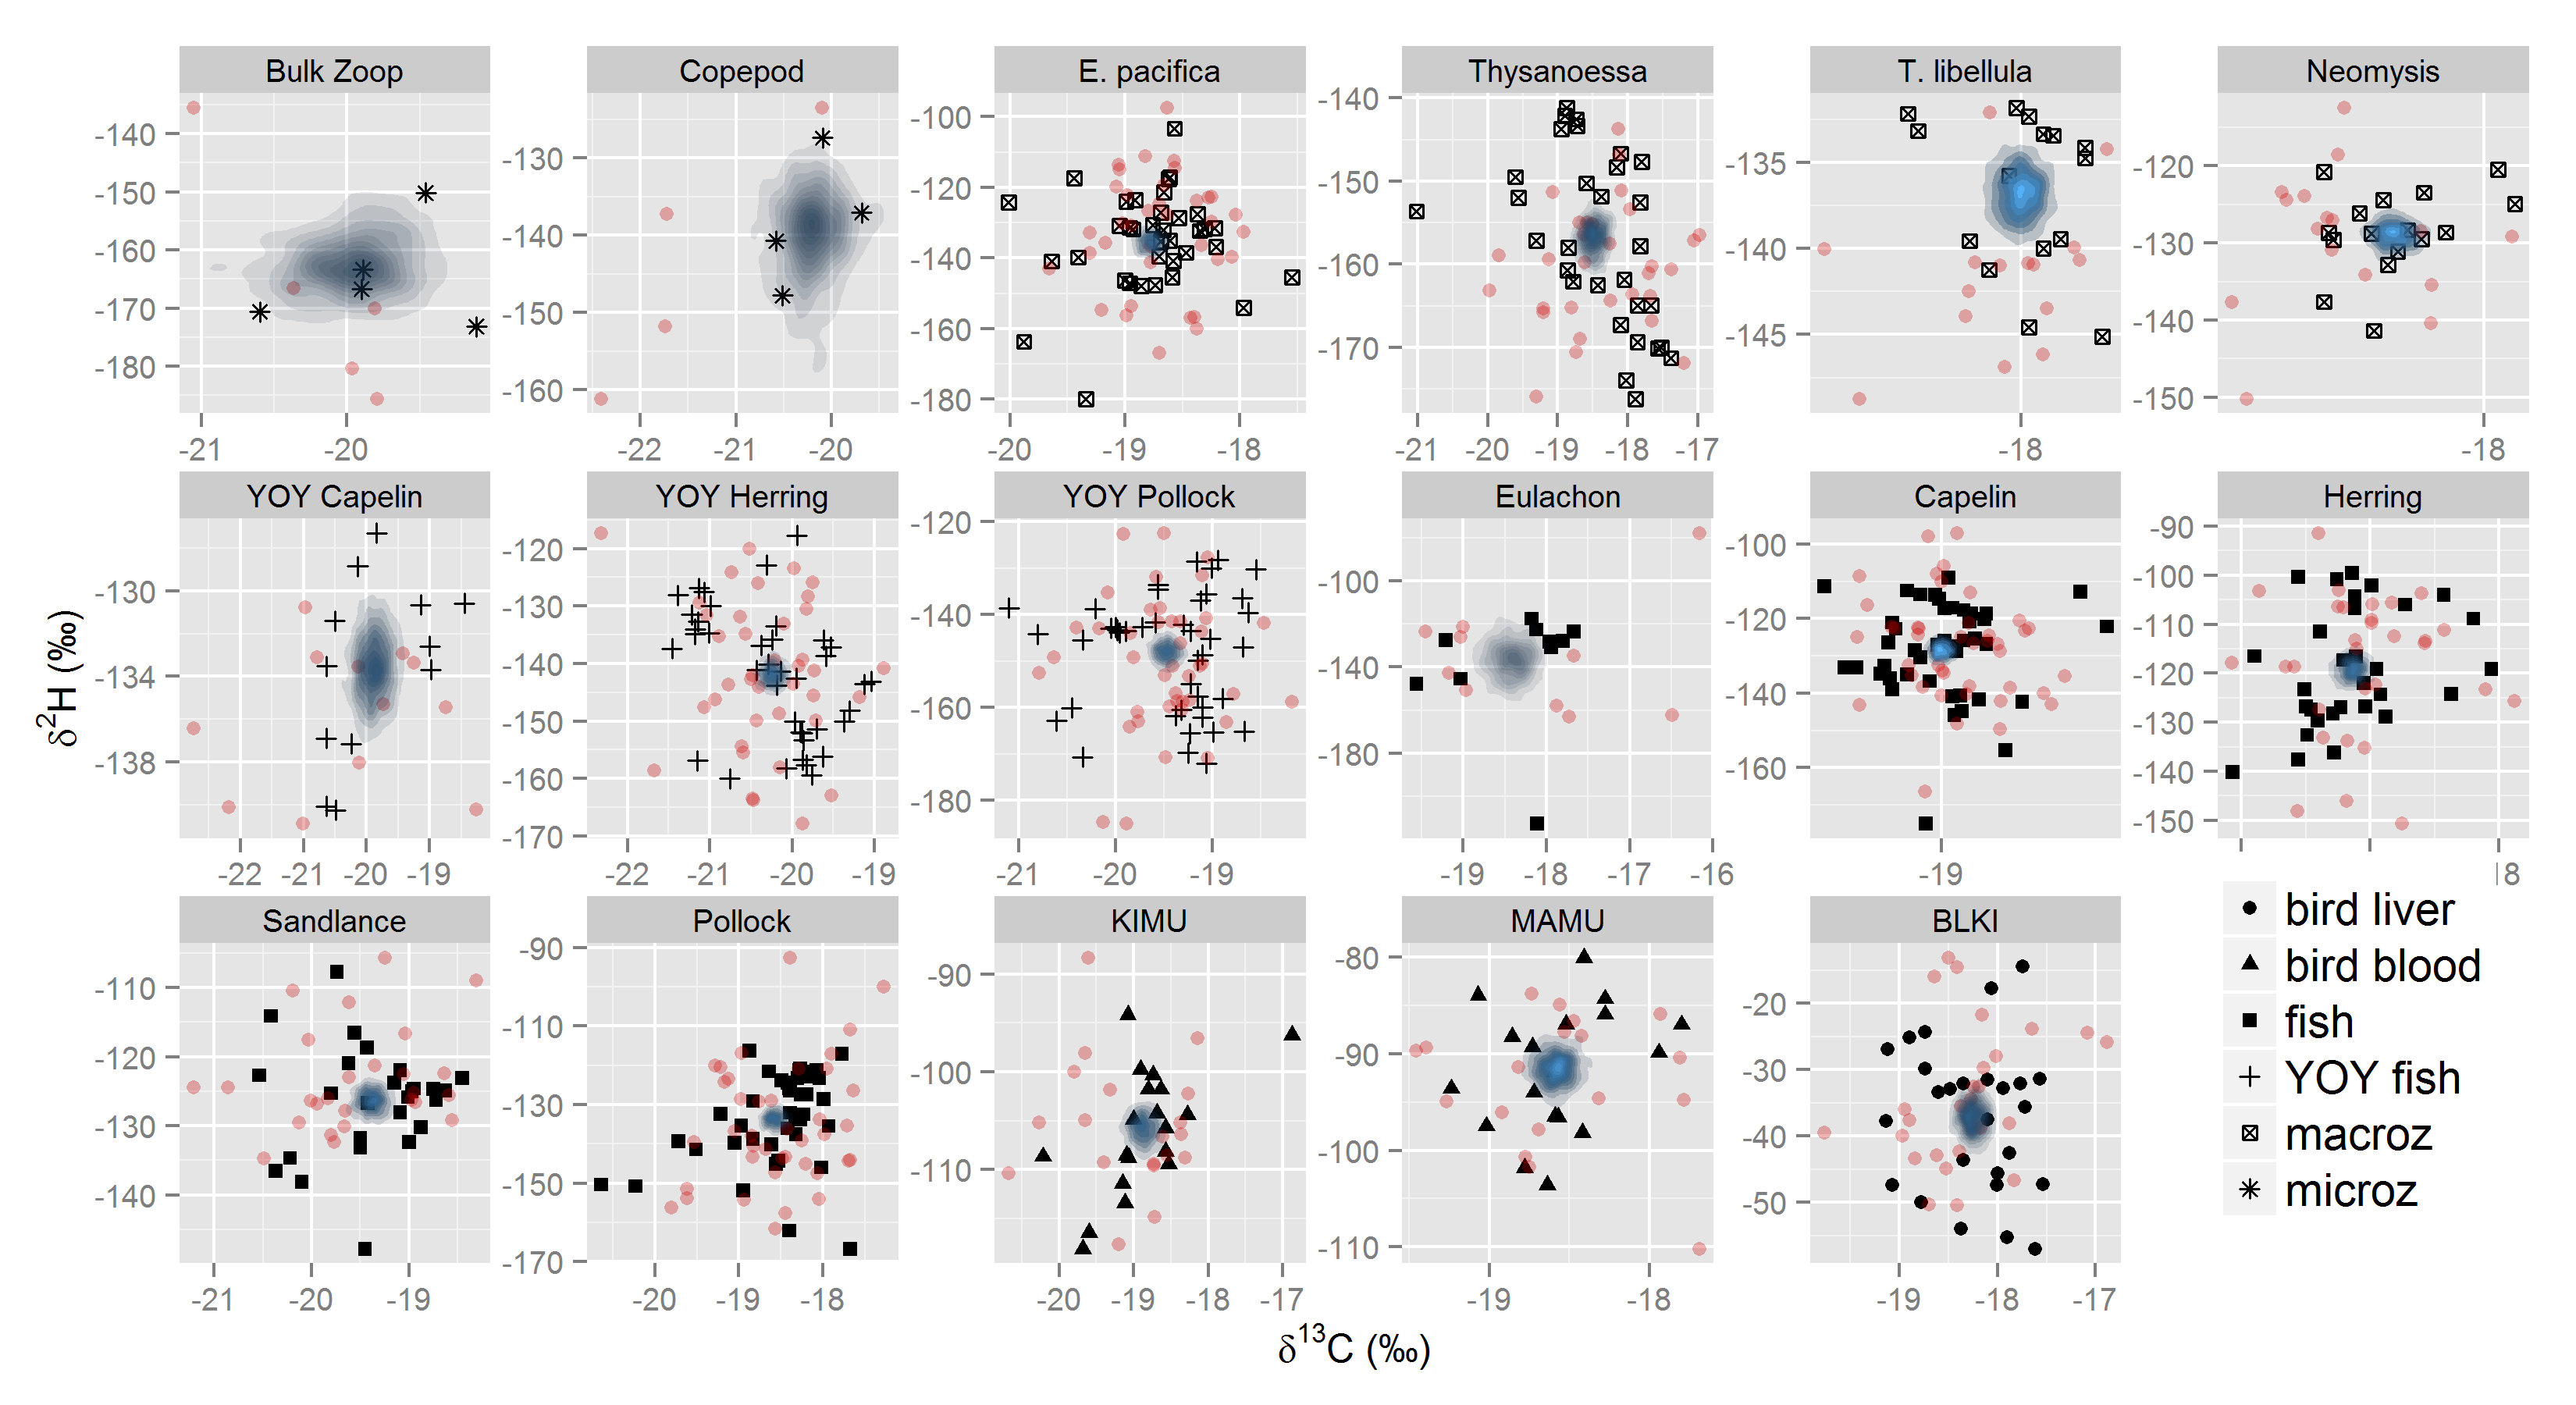 Bulk Zoop Copepod E. pacifica Thysanoessa T. libellula Neomysis
-140 -150 -160 -170 -180
-21 -20
-130 -140 -150 -160
-22 -21 -20
-100 -120 -140 -160 -180
-20 -19 -18
-140 -150 -160 -170
-21 -20 -19 -18 -17
-135 -140 -145
-18
-120 -130 -140 -150
-18
YOY Capelin YOY Herring YOY Pollock Eulachon Capelin Herring
-130 -134 -138
-22 -21 -20 -19
-120 -130 -140 -150 -160 -170
-22 -21 -20 -19
-120 -140 -160 -180
-21 -20 -19
-100 -140 -180
-19 -18 -17 -16
-100 -120 -140 -160
-19
-90 -100 -110 -120 -130 -140 -150
8
Sandlance Pollock KIMU MAMU BLKI
-110 -120 -130 -140
-21 -20 -19
-90 -110 -130 -150 -170
-20 -19 -18
-90 -100 -110
-20 -19 -18 -17
-80 -90 -100 -110
-19 -18
-20 -30 -40 -50
-19 -18 -17
δ²H (‰)
δ¹³C (‰)
bird liver
bird blood
fish
YOY fish
macroz
microz